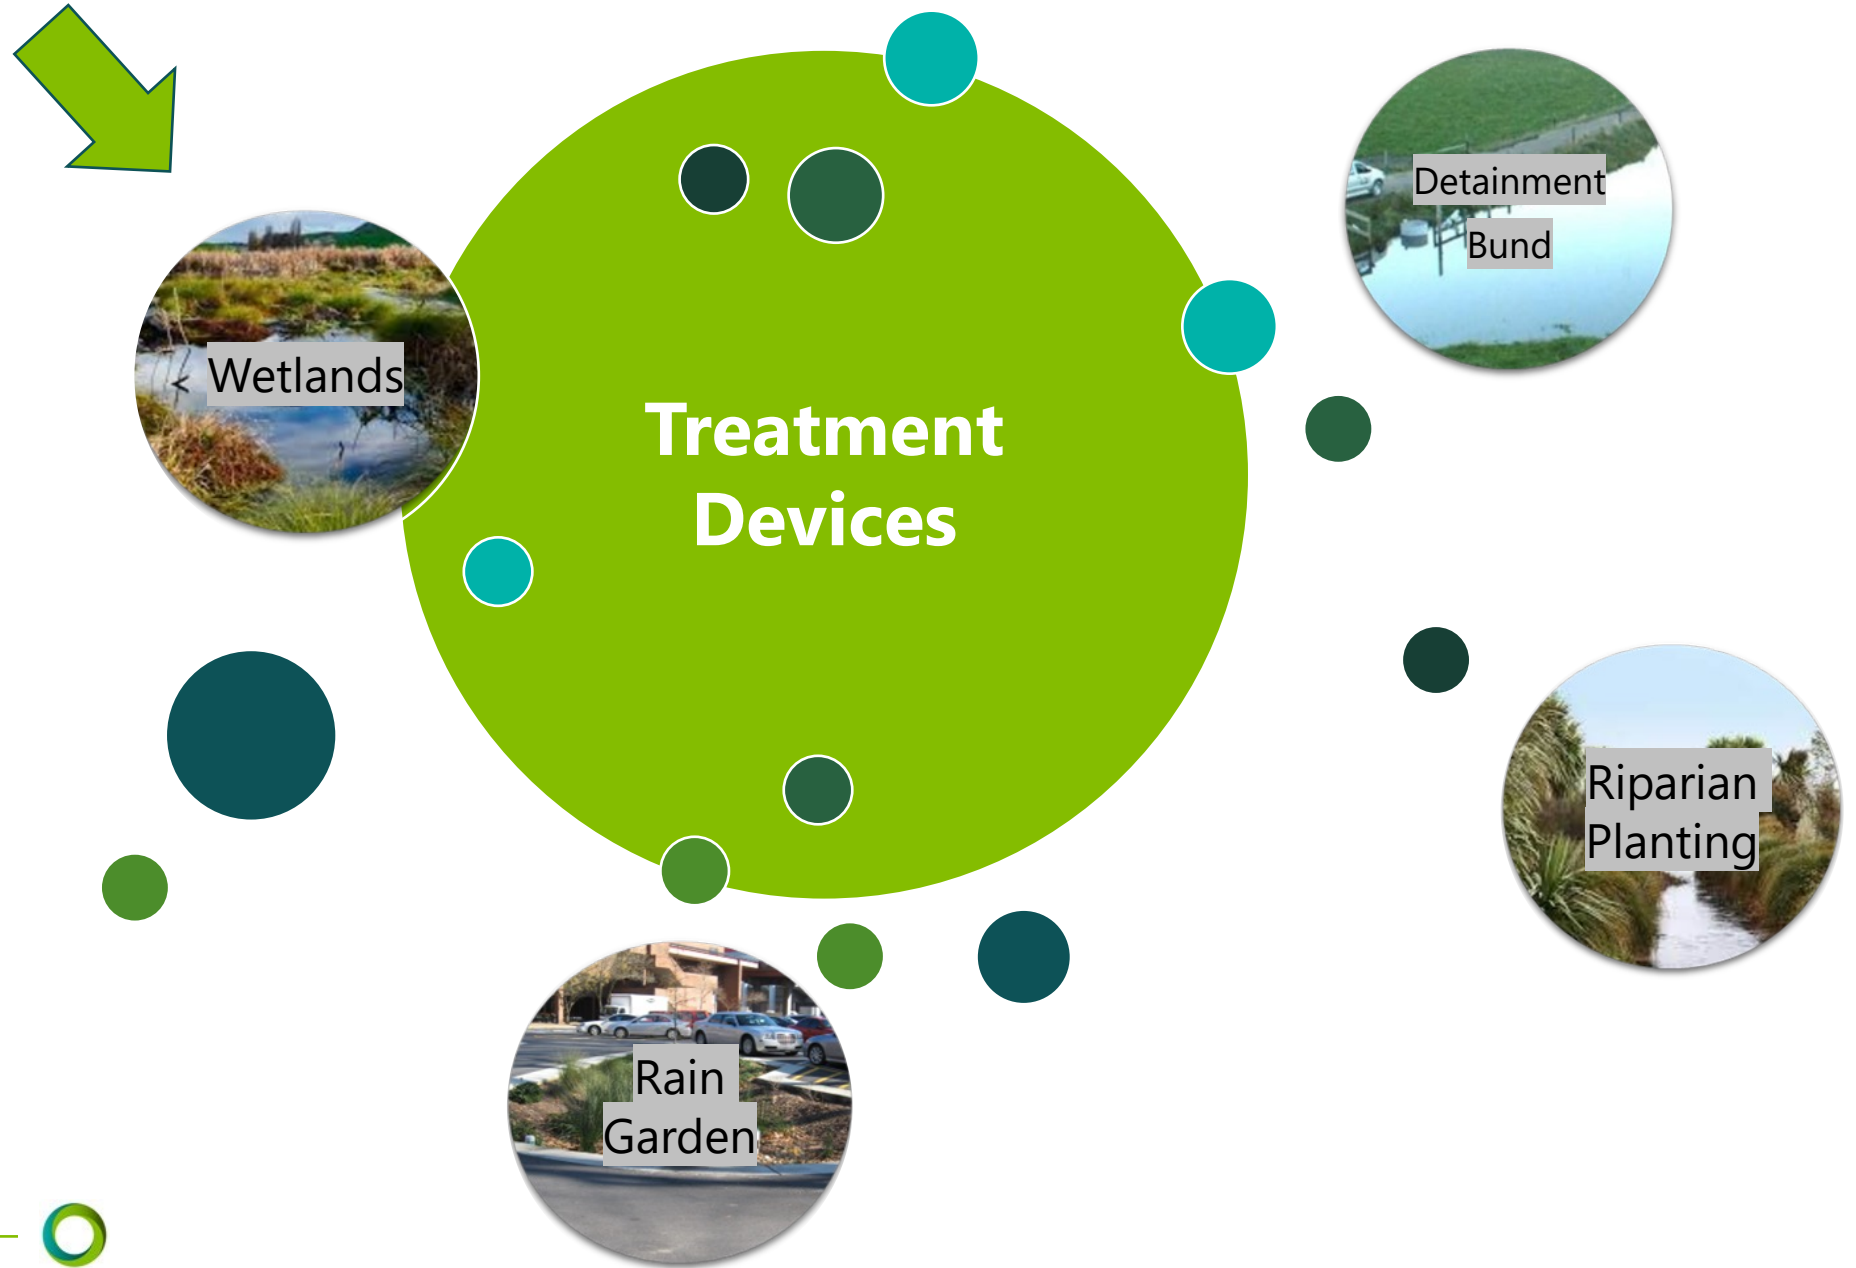 Treatment
Devices
Wetlands
Detainment
Bund
Riparian
Planting
Rain
Garden